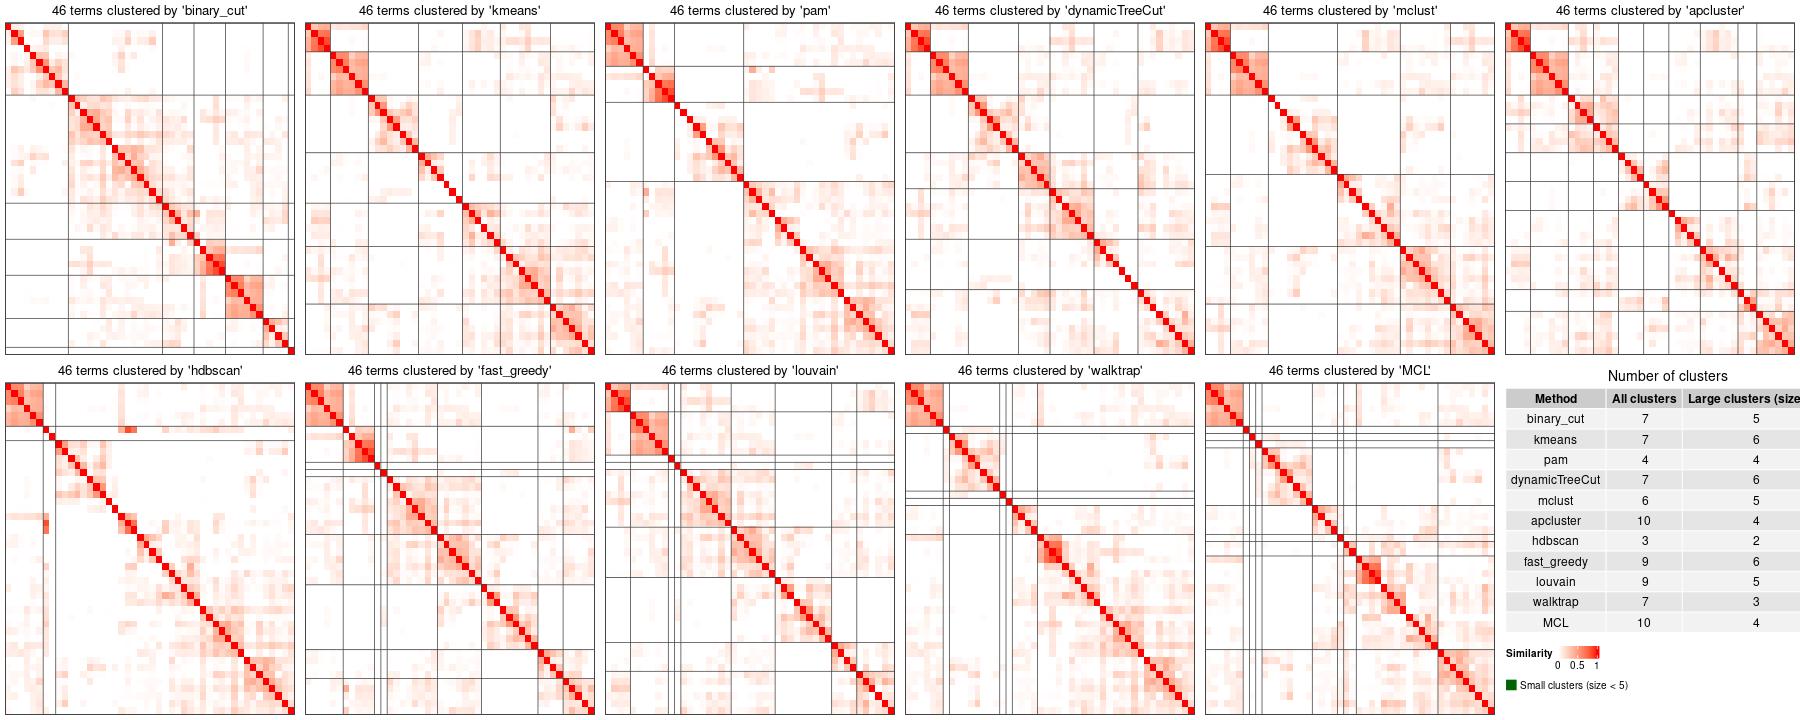 46 terms clustered by 'binary_cut'
46 terms clustered by 'kmeans'
46 terms clustered by 'pam'
46 terms clustered by 'dynamicTreeCut'
46 terms clustered by 'mclust'
46 terms clustered by 'apcluster'
46 terms clustered by 'hdbscan'
46 terms clustered by 'fast_greedy'
46 terms clustered by 'louvain'
46 terms clustered by 'walktrap'
46 terms clustered by 'MCL'
Number of clusters
Method All clusters Large clusters (size
binary_cut 7 5
kmeans 7 6
pam 4 4
dynamicTreeCut 7 6
mclust 6 5
apcluster 10 4
hdbscan 3 2
fast_greedy 9 6
louvain 9 5
walktrap 7 3
MCL 10 4
Similarity
0 0.5 1
Small clusters (size < 5)